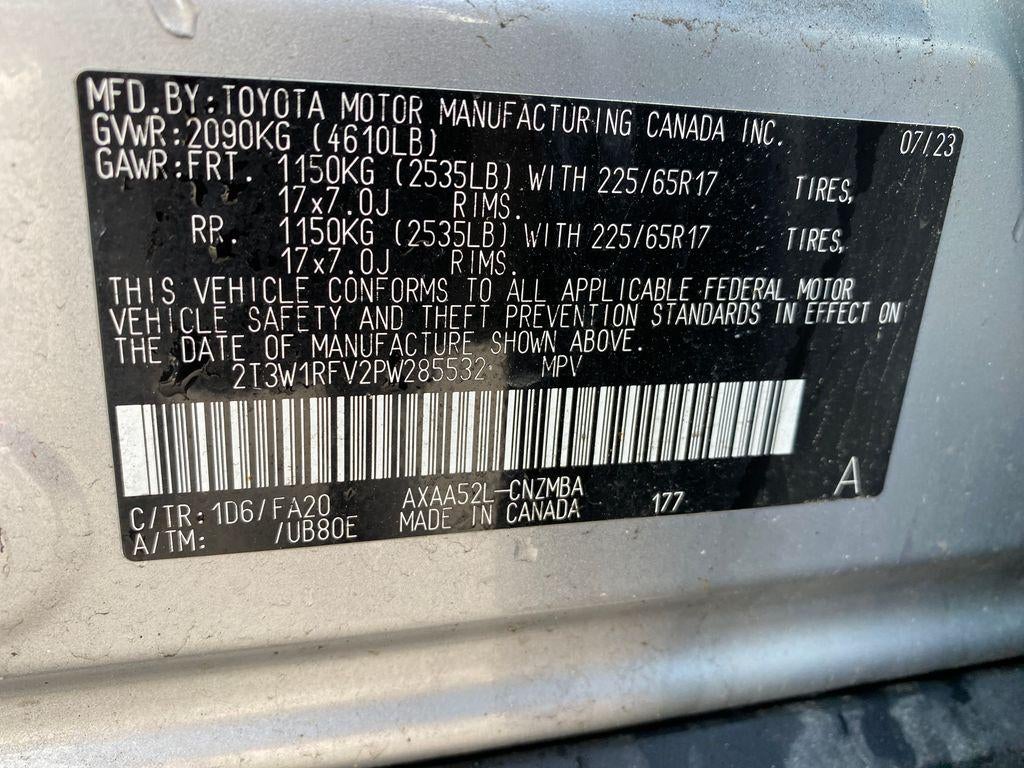 MFD.BY:TOYOTA MOTOR MANUFACTURING CANADA INC. 07/23
GVWR:2090KG (4610LB)
GAWR:FRT. 1150KG (2535LB) WITH 225/65R17 TIRES,
17x7.0J RIMS.
RR. 1150KG (2535LB) WITH 225/65R17 TIRES,
17x7.0J RIMS.
THIS VEHICLE CONFORMS TO ALL APPLICABLE FEDERAL MOTOR
VEHICLE SAFETY AND THEFT PREVENTION STANDARDS IN EFFECT ON
THE DATE OF MANUFACTURE SHOWN ABOVE.
2T3W1RFV2PW285532 MPV
A
C/TR: 1D6/FA20 AXAA52L-CNZMBA 177
A/TM: /UB80E MADE IN CANADA